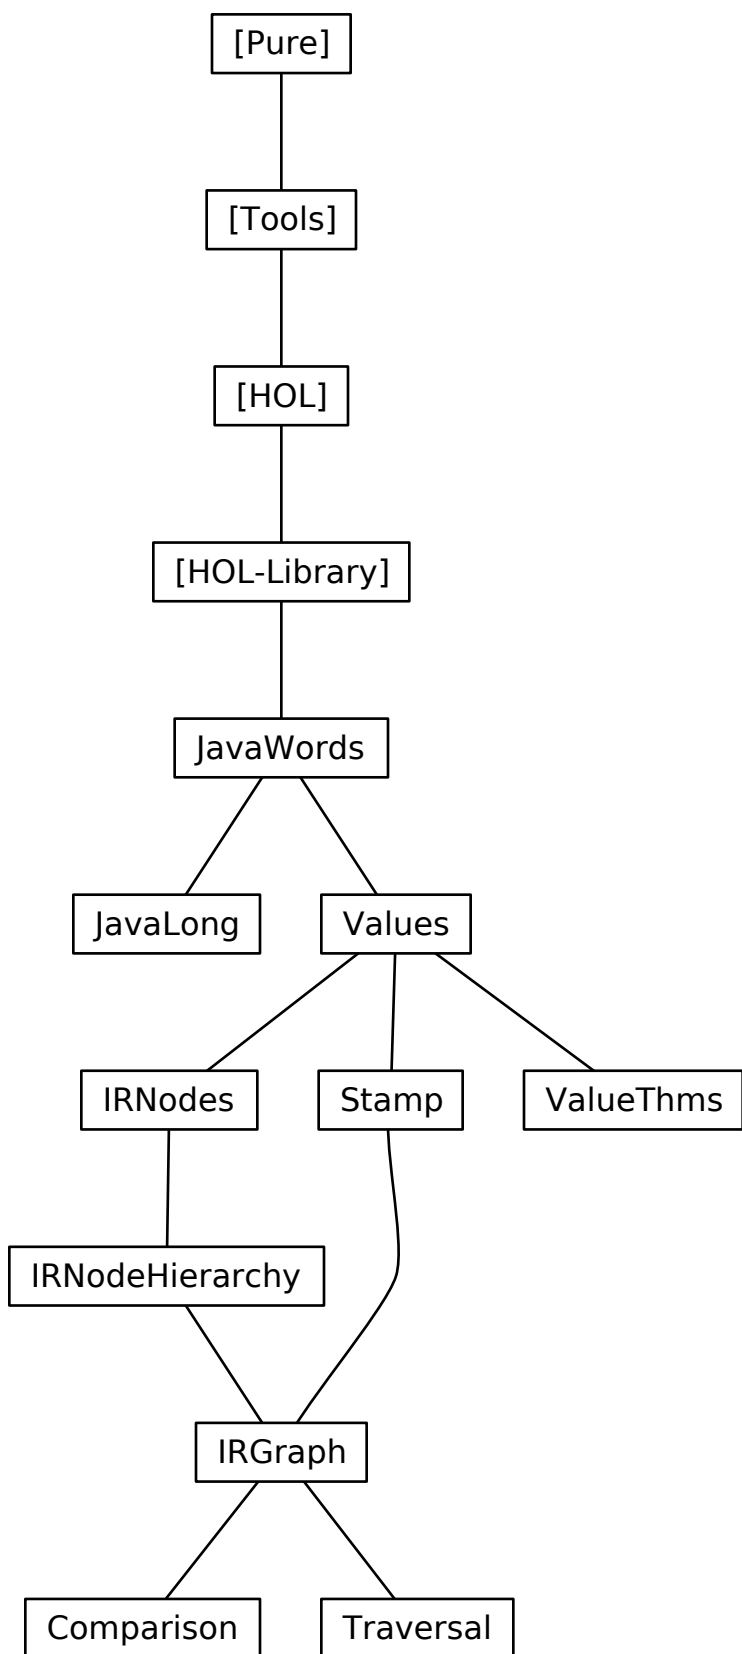 [Pure]
[Tools]
[HOL]
[HOL-Library]
JavaWords
JavaLong
Values
IRNodes
Stamp
ValueThms
IRNodeHierarchy
IRGraph
Comparison
Traversal